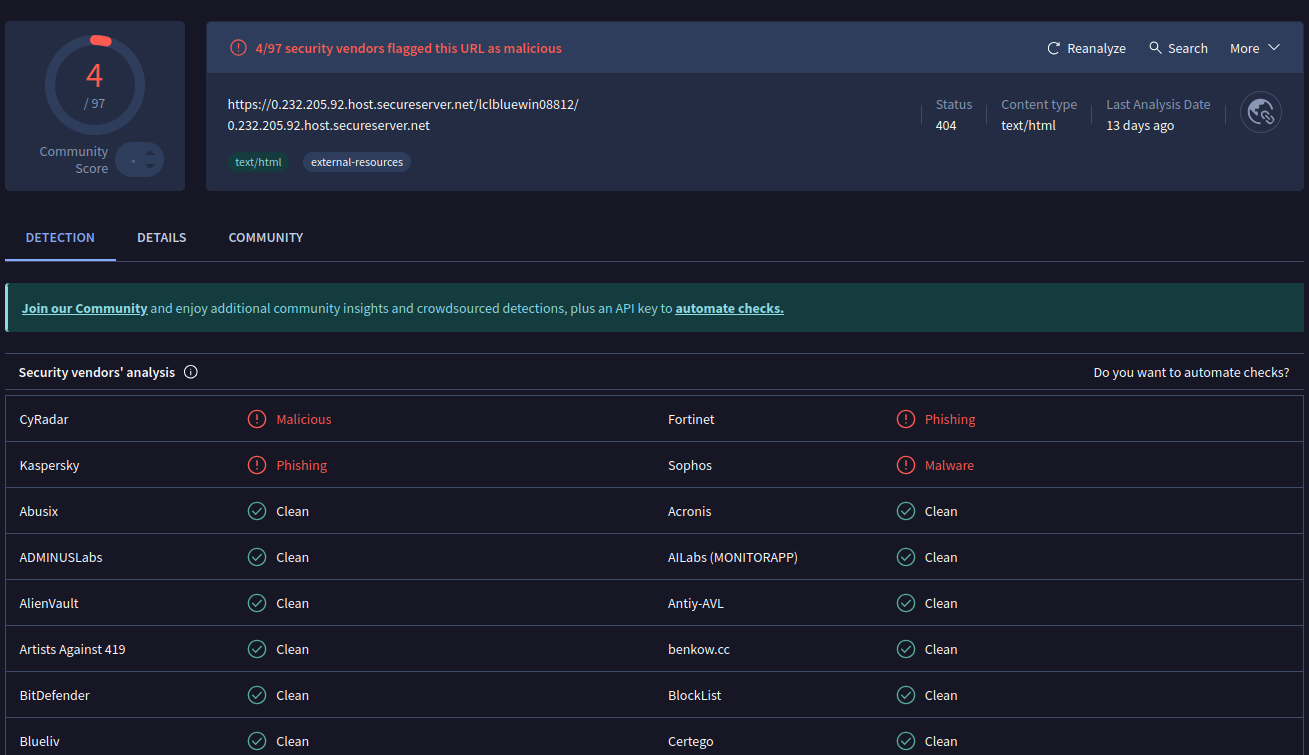 4
/ 97
Community
Score
-
4/97 security vendors flagged this URL as malicious
Reanalyze
Search
More
https://0.232.205.92.host.secureserver.net/lclbluewin08812/
0.232.205.92.host.secureserver.net
text/html
external-resources
Status
404
Content type
text/html
Last Analysis Date
13 days ago
DETECTION DETAILS COMMUNITY
Join our Community and enjoy additional community insights and crowdsourced detections, plus an API key to automate checks.
Security vendors' analysis
Do you want to automate checks?
CyRadar Malicious Fortinet Phishing
Kaspersky Phishing Sophos Malware
Abusix Clean Acronis Clean
ADMINUSLabs Clean AILabs (MONITORAPP) Clean
AlienVault Clean Antiy-AVL Clean
Artists Against 419 Clean benkow.cc Clean
BitDefender Clean BlockList Clean
Blueliv Clean Certego Clean